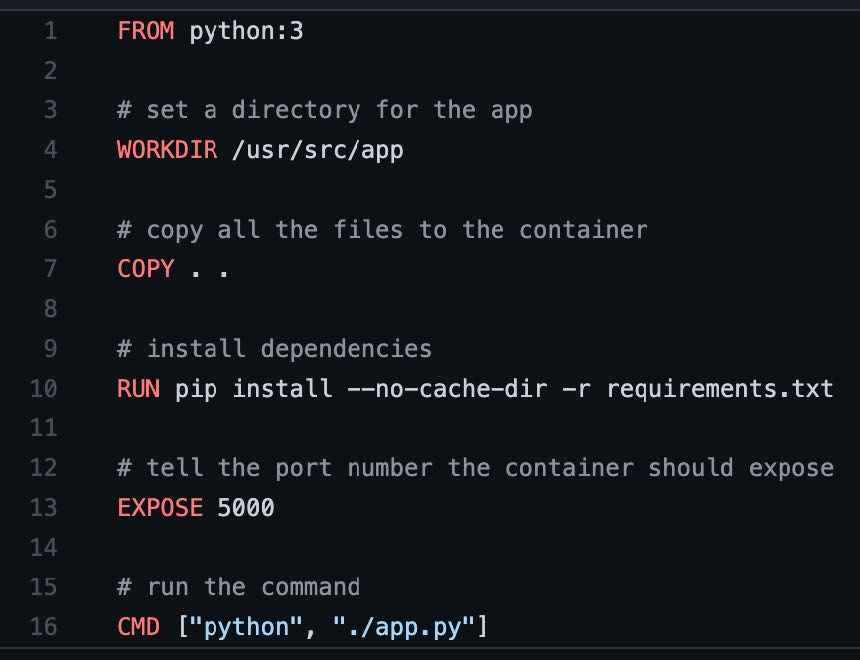 1 FROM python:3
2
3 # set a directory for the app
4 WORKDIR /usr/src/app
5
6 # copy all the files to the container
7 COPY . .
8
9 # install dependencies
10 RUN pip install --no-cache-dir -r requirements.txt
11
12 # tell the port number the container should expose
13 EXPOSE 5000
14
15 # run the command
16 CMD ["python", "./app.py"]